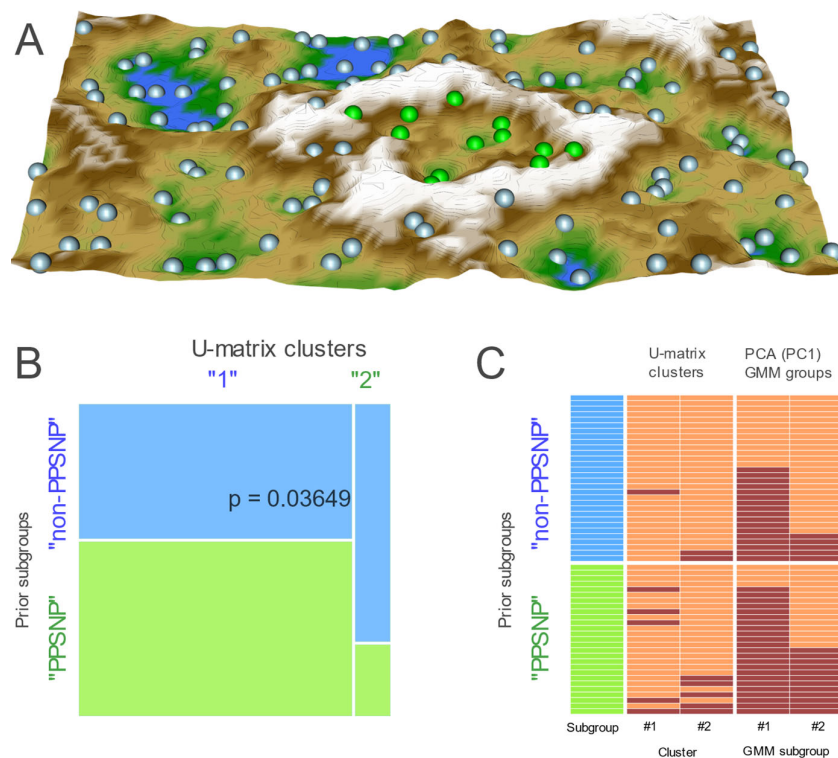 A
B
U-matrix clusters
"1"
"2"
Prior subgroups
"non-PPSNP"
"PPSNP"
p = 0.03649
C
U-matrix
clusters
PCA (PC1)
GMM groups
Prior subgroups
"non-PPSNP"
"PPSNP"
Subgroup
#1
#2
#1
#2
Cluster
GMM subgroup